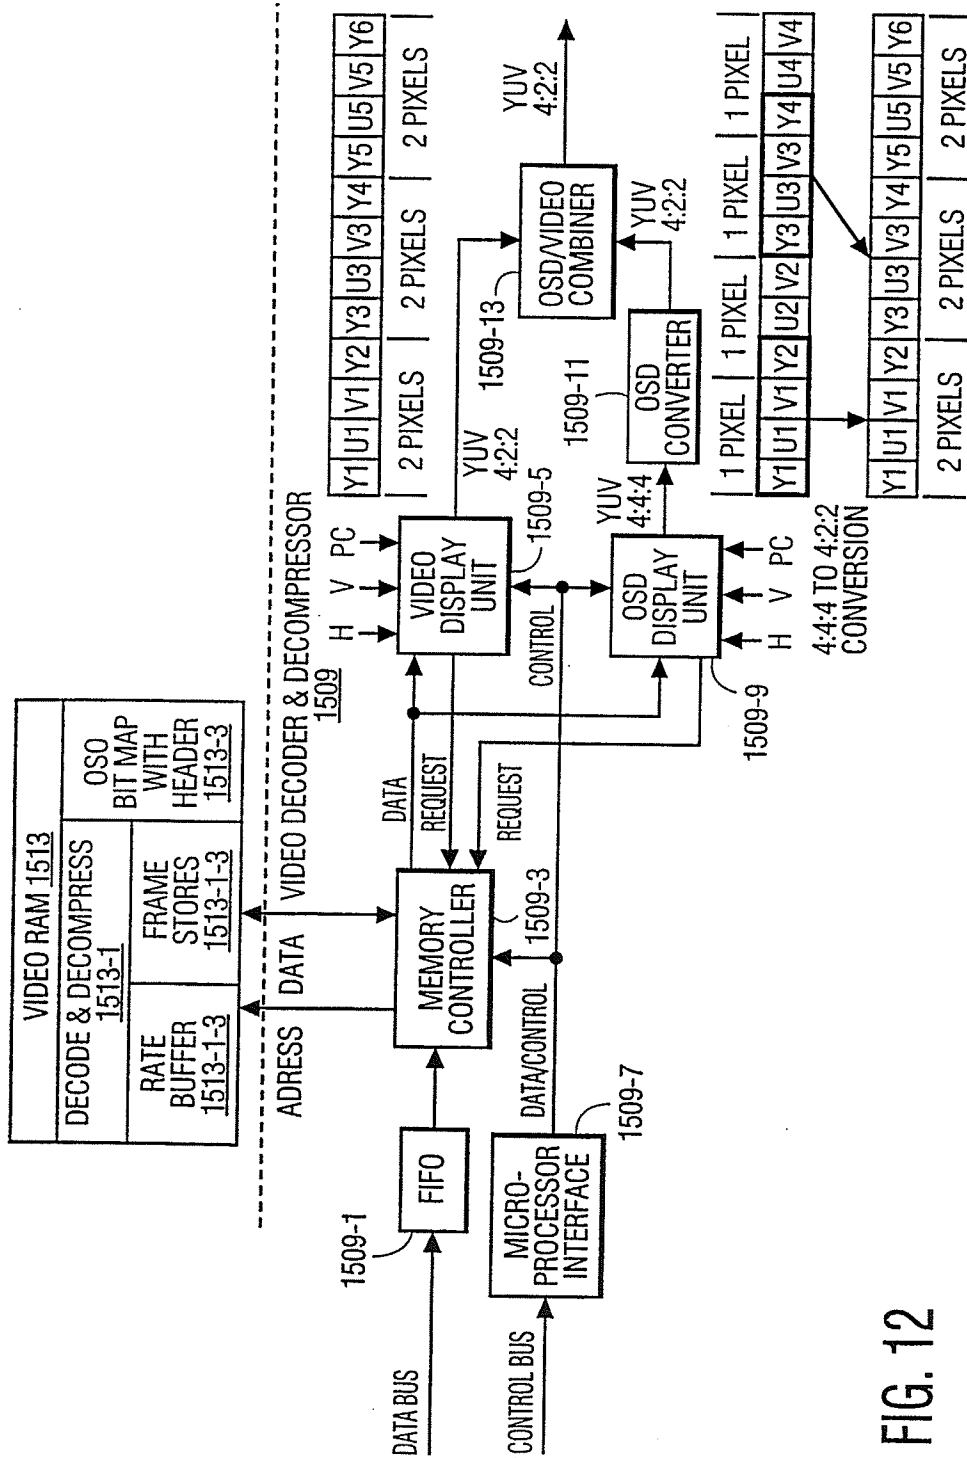 VIDEO RAM 1513
DECODE & DECOMPRESS
1513-1
OSO
BIT MAP
WITH
HEADER
1513-3
RATE
BUFFER
1513-1-3
FRAME
STORES
1513-1-3
ADRESS
DATA
VIDEO DECODER & DECOMPRESSOR
1509
DATA BUS
1509-1
FIFO
MEMORY
CONTROLLER
1509-3
DATA
REQUEST
REQUEST
H
V
PC
VIDEO
DISPLAY
UNIT
1509-5
YUV
4:2:2
Y1 U1 V1 Y2 Y3 U3 V3 Y4 Y5 U5 V5 Y6
2 PIXELS
2 PIXELS
2 PIXELS
1509-13
OSD/VIDEO
COMBINER
YUV
4:2:2
CONTROL BUS
MICRO-
PROCESSOR
INTERFACE
1509-7
DATA/CONTROL
CONTROL
OSD
DISPLAY
UNIT
1509-9
H
V
PC
YUV
4:4:4
1509-11
OSD
CONVERTER
YUV
4:2:2
4:4:4 TO 4:2:2
CONVERSION
1 PIXEL
1 PIXEL
1 PIXEL
1 PIXEL
Y1 U1 V1 Y2 U2 V2 Y3 U3 V3 Y4 U4 V4
Y1 U1 V1 Y2 Y3 U3 V3 Y4 Y5 U5 V5 Y6
2 PIXELS
2 PIXELS
2 PIXELS
FIG. 12